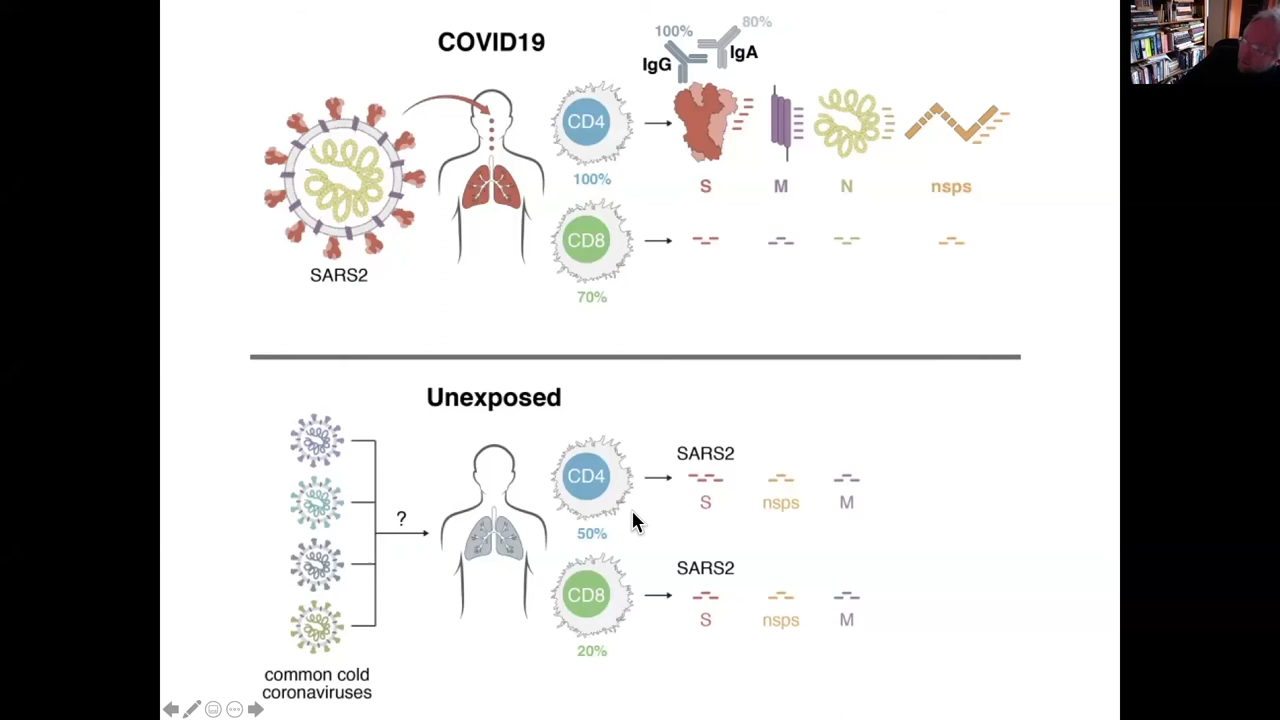 COVID19
100%
80%
IgG
IgA
CD4
100%
S
M
N
nsps
CD8
70%
SARS2
Unexposed
?
CD4
50%
SARS2
S
nsps
M
CD8
20%
SARS2
S
nsps
M
common cold
coronaviruses